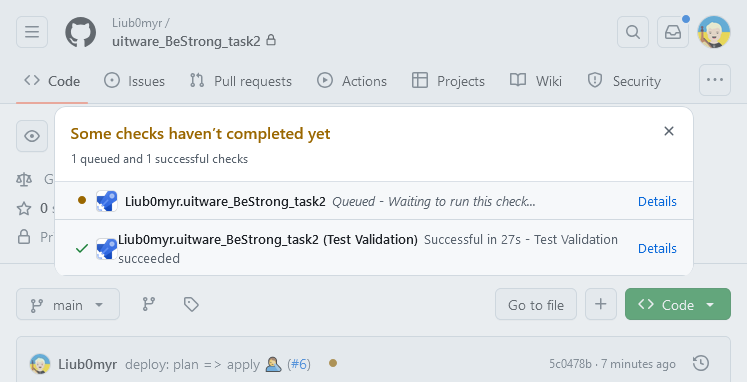 Liub0myr /
uitware_BeStrong_task2
Code Issues Pull requests Actions Projects Wiki Security
Some checks haven't completed yet
1 queued and 1 successful checks
Liub0myr.uitware_BeStrong_task2 Queued - Waiting to run this check... Details
Liub0myr.uitware_BeStrong_task2 (Test Validation) Successful in 27s - Test Validation
succeeded
Details
0 s
Pr
main Go to file Code
Liub0myr deploy: plan => apply (#6) 5c0478b · 7 minutes ago